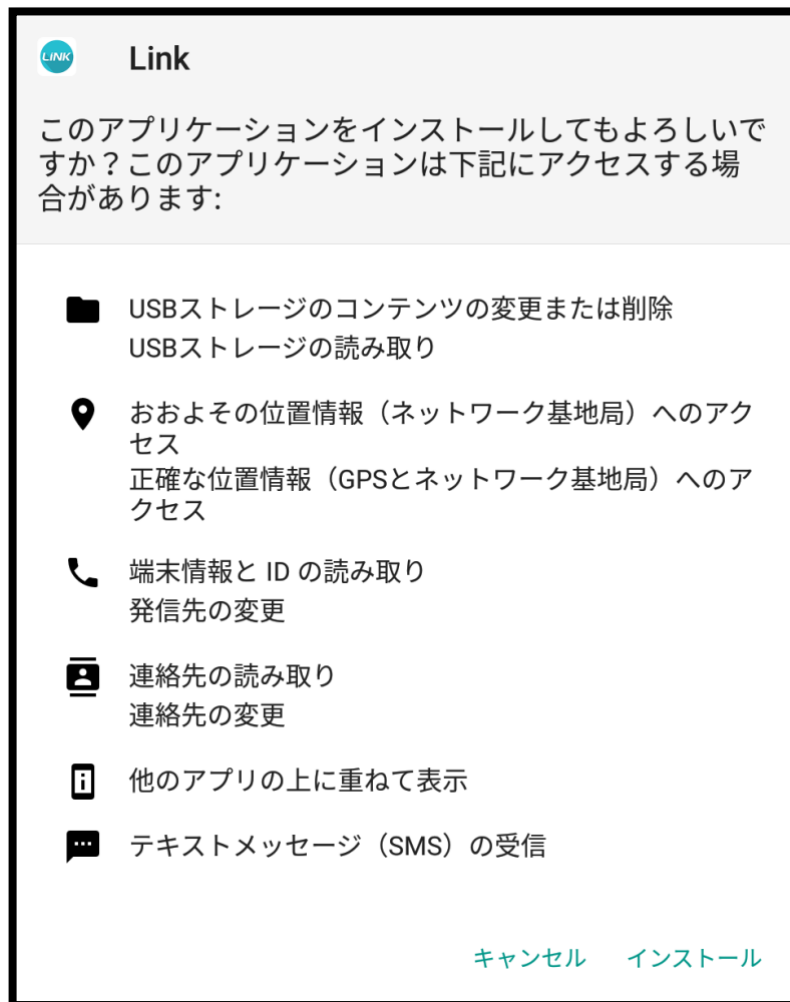 LiNK
Link
このアプリケーションをインストールしてもよろしいで
すか？このアプリケーションは下記にアクセスする場
合があります:
USBストレージのコンテンツの変更または削除
USBストレージの読み取り
おおよその位置情報（ネットワーク基地局）へのアク
セス
正確な位置情報（GPSとネットワーク基地局）へのア
クセス
端末情報と ID の読み取り
発信先の変更
連絡先の読み取り
連絡先の変更
他のアプリの上に重ねて表示
テキストメッセージ（SMS）の受信
キャンセル インストール